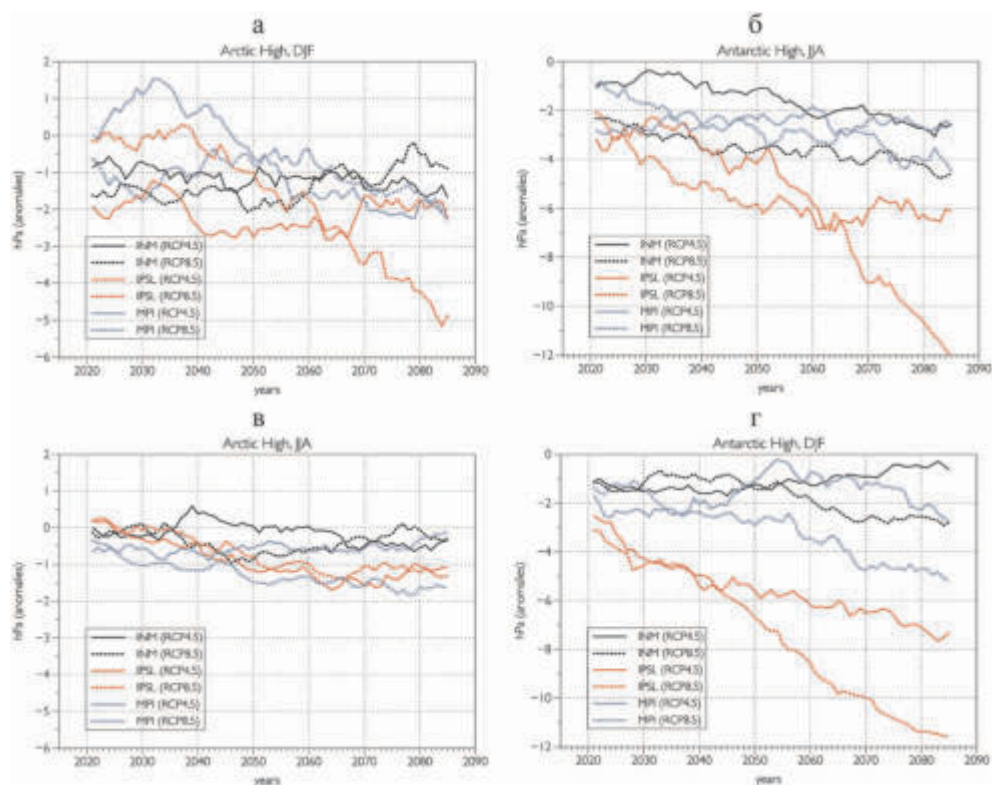 а
Arctic High, DJF
hPa (anomalies)
2
1
0
−1
−2
−3
−4
−5
−6
INM (RCP4.5)
INM (RCP8.5)
IPSL (RCP4.5)
IPSL (RCP8.5)
MPI (RCP4.5)
MPI (RCP8.5)
2020 2030 2040 2050 2060 2070 2080 2090
years
б
Antarctic High, JJA
hPa (anomalies)
0
−2
−4
−6
−8
−10
−12
INM (RCP4.5)
INM (RCP8.5)
IPSL (RCP4.5)
IPSL (RCP8.5)
MPI (RCP4.5)
MPI (RCP8.5)
2020 2030 2040 2050 2060 2070 2080 2090
years
в
Arctic High, JJA
hPa (anomalies)
2
1
0
−1
−2
−3
−4
−5
−6
INM (RCP4.5)
INM (RCP8.5)
IPSL (RCP4.5)
IPSL (RCP8.5)
MPI (RCP4.5)
MPI (RCP8.5)
2020 2030 2040 2050 2060 2070 2080 2090
years
г
Antarctic High, DJF
hPa (anomalies)
0
−2
−4
−6
−8
−10
−12
INM (RCP4.5)
INM (RCP8.5)
IPSL (RCP4.5)
IPSL (RCP8.5)
MPI (RCP4.5)
MPI (RCP8.5)
2020 2030 2040 2050 2060 2070 2080 2090
years